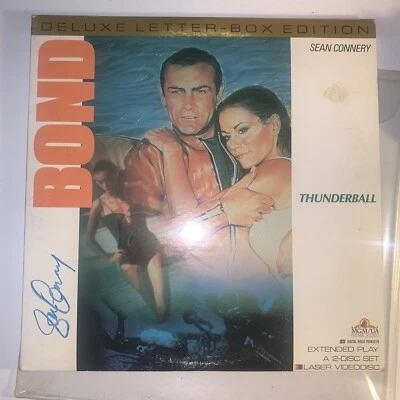 DELUXE LETTER-BOX EDITION
SEAN CONNERY
BOND
THUNDERBALL
MGM/UA
EXTENDED PLAY
A 2-DISC SET
LASER VIDEODISC